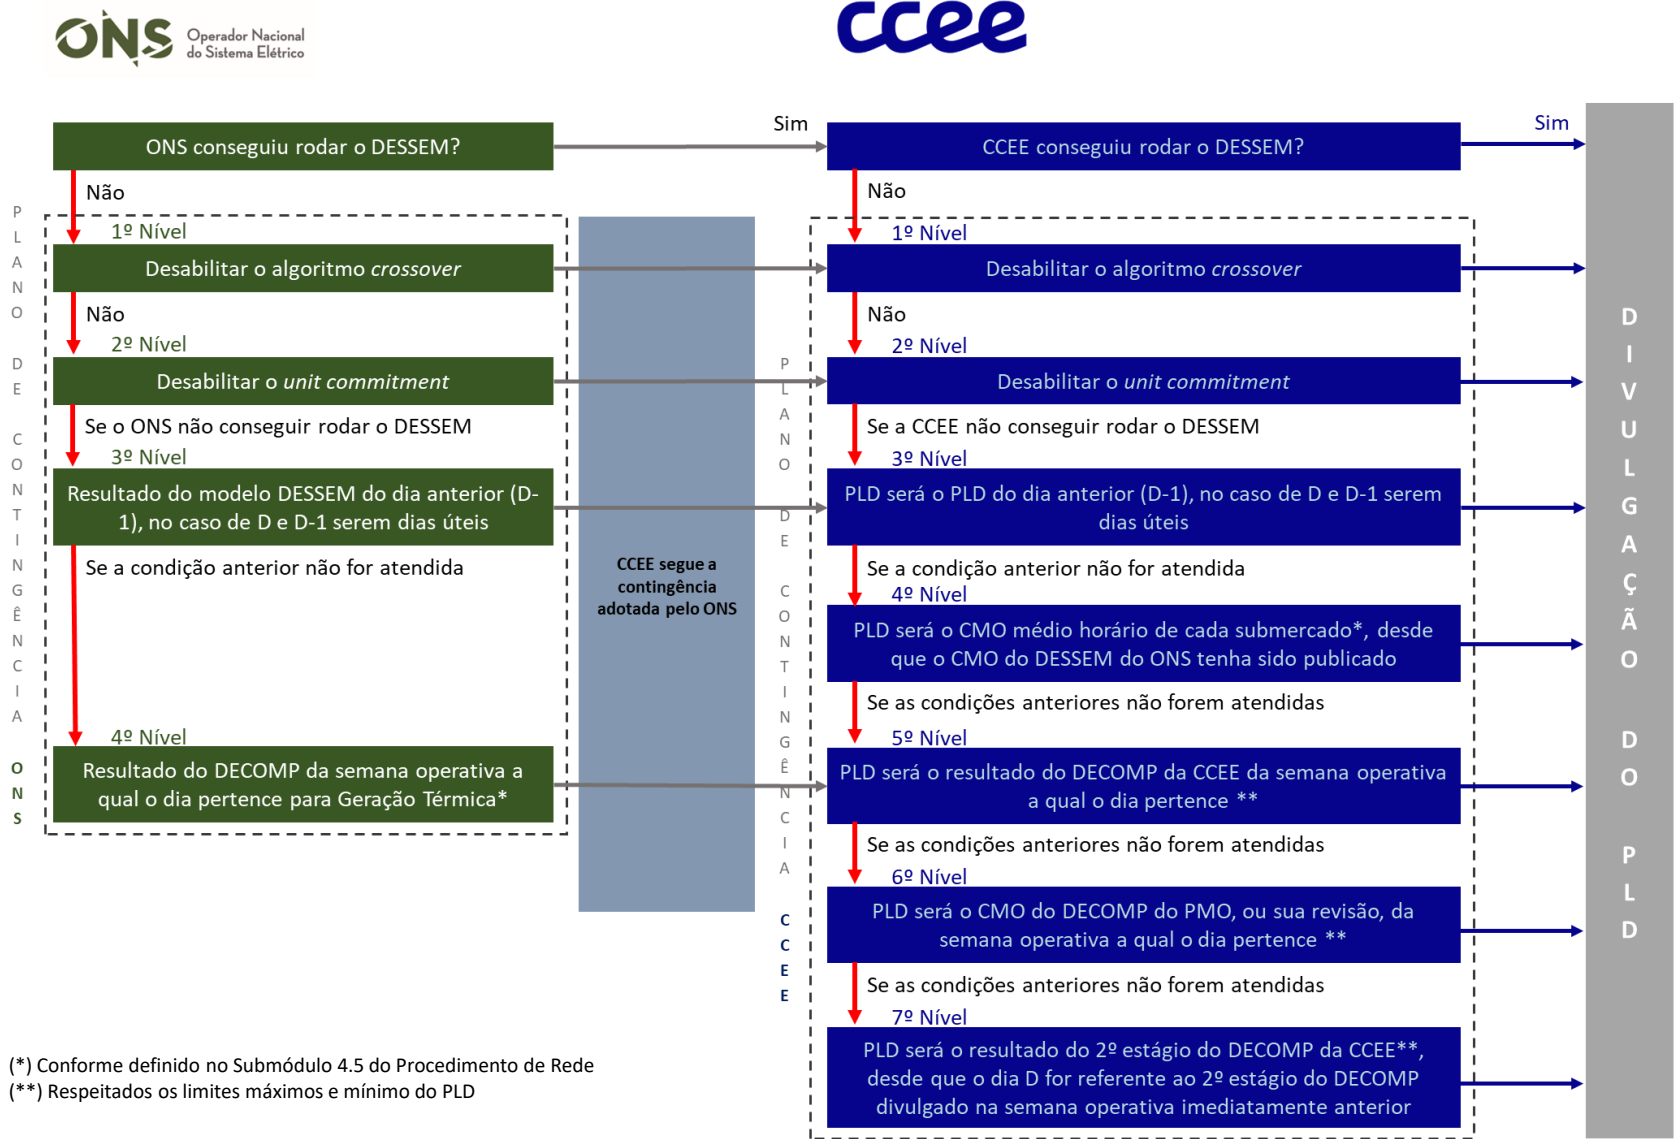 ONS Operador Nacional
do Sistema Elétrico
ccee
ONS conseguiu rodar o DESSEM?
Sim
CCEE conseguiu rodar o DESSEM?
Sim
Não
Não
1º Nível
1º Nível
Desabilitar o algoritmo crossover
Desabilitar o algoritmo crossover
Não
Não
2º Nível
2º Nível
Desabilitar o unit commitment
Desabilitar o unit commitment
Se o ONS não conseguir rodar o DESSEM
Se a CCEE não conseguir rodar o DESSEM
3º Nível
3º Nível
Resultado do modelo DESSEM do dia anterior (D-
1), no caso de D e D-1 serem dias úteis
PLD será o PLD do dia anterior (D-1), no caso de D e D-1 serem
dias úteis
Se a condição anterior não for atendida
Se a condição anterior não for atendida
4º Nível
PLD será o CMO médio horário de cada submercado*, desde
que o CMO do DESSEM do ONS tenha sido publicado
Se as condições anteriores não forem atendidas
4º Nível
5º Nível
Resultado do DECOMP da semana operativa a
qual o dia pertence para Geração Térmica*
PLD será o resultado do DECOMP da CCEE da semana operativa
a qual o dia pertence **
Se as condições anteriores não forem atendidas
6º Nível
PLD será o CMO do DECOMP do PMO, ou sua revisão, da
semana operativa a qual o dia pertence **
Se as condições anteriores não forem atendidas
7º Nível
PLD será o resultado do 2º estágio do DECOMP da CCEE**,
desde que o dia D for referente ao 2º estágio do DECOMP
divulgado na semana operativa imediatamente anterior
PLANO DE CONTINGÊNCIA ONS
CCEE segue a
contingência
adotada pelo ONS
PLANO DE CONTINGÊNCIA CCEE
DIVULGAÇÃO DO PLD
(*) Conforme definido no Submódulo 4.5 do Procedimento de Rede
(**) Respeitados os limites máximos e mínimo do PLD